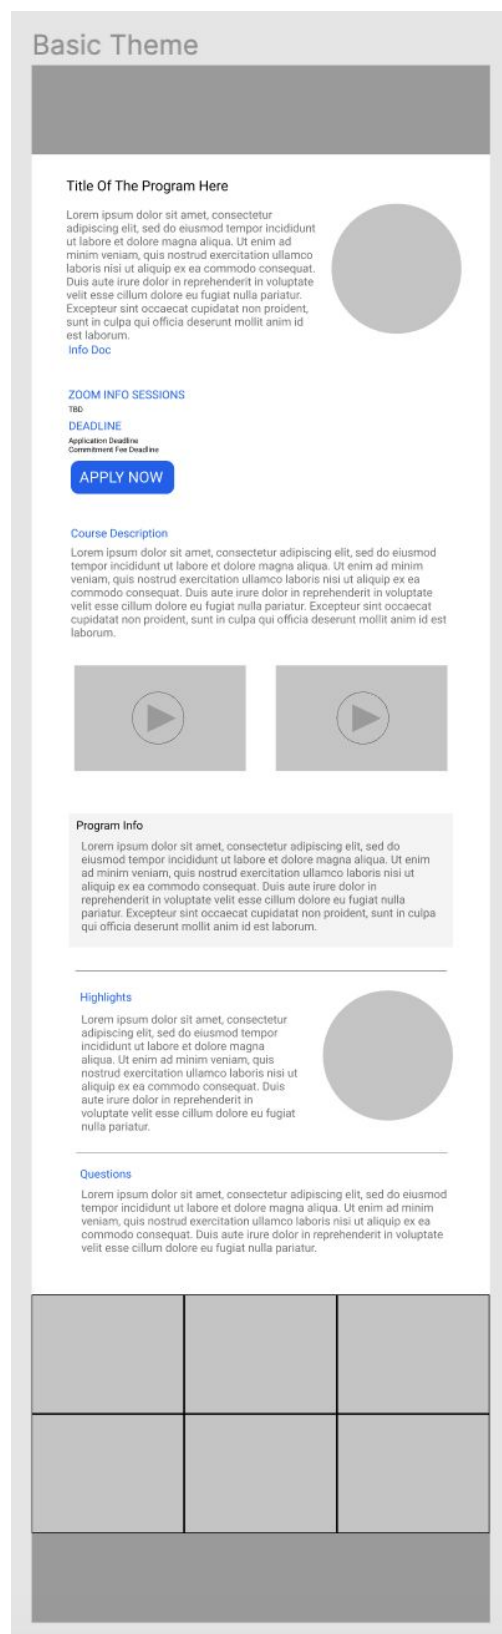 Basic Theme
Title Of The Program Here
Lorem ipsum dolor sit amet, consectetur
adipiscing elit, sed do eiusmod tempor incididunt
ut labore et dolore magna aliqua. Ut enim ad
minim veniam, quis nostrud exercitation ullamco
laboris nisi ut aliquip ex ea commodo consequat.
Duis aute irure dolor in reprehenderit in voluptate
velit esse cillum dolore eu fugiat nulla pariatur.
Excepteur sint occaecat cupidatat non proident,
sunt in culpa qui officia deserunt mollit anim id
est laborum.
Info Doc
ZOOM INFO SESSIONS
TBD
DEADLINE
Application Deadline
Commitment Fee Deadline
APPLY NOW
Course Description
Lorem ipsum dolor sit amet, consectetur adipiscing elit, sed do eiusmod
tempor incididunt ut labore et dolore magna aliqua. Ut enim ad minim
veniam, quis nostrud exercitation ullamco laboris nisi ut aliquip ex ea
commodo consequat. Duis aute irure dolor in reprehenderit in voluptate
velit esse cillum dolore eu fugiat nulla pariatur. Excepteur sint occaecat
cupidatat non proident, sunt in culpa qui officia deserunt mollit anim id est
laborum.
Program Info
Lorem ipsum dolor sit amet, consectetur adipiscing elit, sed do
eiusmod tempor incididunt ut labore et dolore magna aliqua. Ut enim
ad minim veniam, quis nostrud exercitation ullamco laboris nisi ut
aliquip ex ea commodo consequat. Duis aute irure dolor in
reprehenderit in voluptate velit esse cillum dolore eu fugiat nulla
pariatur. Excepteur sint occaecat cupidatat non proident, sunt in culpa
qui officia deserunt mollit anim id est laborum.
Highlights
Lorem ipsum dolor sit amet, consectetur
adipiscing elit, sed do eiusmod tempor
incididunt ut labore et dolore magna
aliqua. Ut enim ad minim veniam, quis
nostrud exercitation ullamco laboris nisi ut
aliquip ex ea commodo consequat. Duis
aute irure dolor in reprehenderit in
voluptate velit esse cillum dolore eu fugiat
nulla pariatur.
Questions
Lorem ipsum dolor sit amet, consectetur adipiscing elit, sed do eiusmod
tempor incididunt ut labore et dolore magna aliqua. Ut enim ad minim
veniam, quis nostrud exercitation ullamco laboris nisi ut aliquip ex ea
commodo consequat. Duis aute irure dolor in reprehenderit in voluptate
velit esse cillum dolore eu fugiat nulla pariatur.